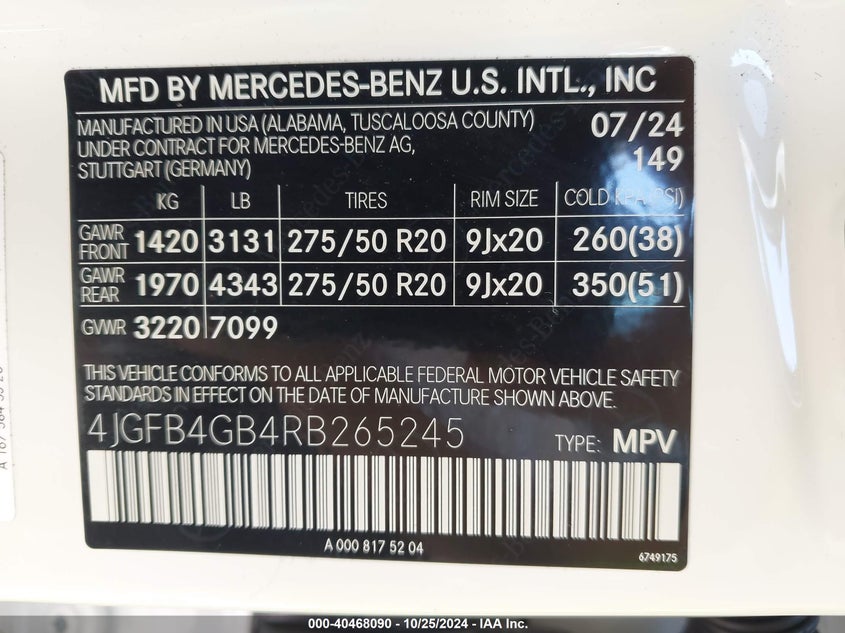 MFD BY MERCEDES-BENZ U.S. INTL., INC
MANUFACTURED IN USA (ALABAMA, TUSCALOOSA COUNTY) 07/24
UNDER CONTRACT FOR MERCEDES-BENZ AG, 149
STUTTGART (GERMANY)
KG LB TIRES RIM SIZE COLD KPA(PSI)
GAWR FRONT 1420 3131 275/50 R20 9Jx20 260(38)
GAWR REAR 1970 4343 275/50 R20 9Jx20 350(51)
GVWR 3220 7099
THIS VEHICLE CONFORMS TO ALL APPLICABLE FEDERAL MOTOR VEHICLE SAFETY
STANDARDS IN EFFECT ON THE DATE OF MANUFACTURE SHOWN ABOVE.
4JGFB4GB4RB265245 TYPE: MPV
A 000 817 52 04
6749175
000-40468090 - 10/25/2024 - IAA Inc.